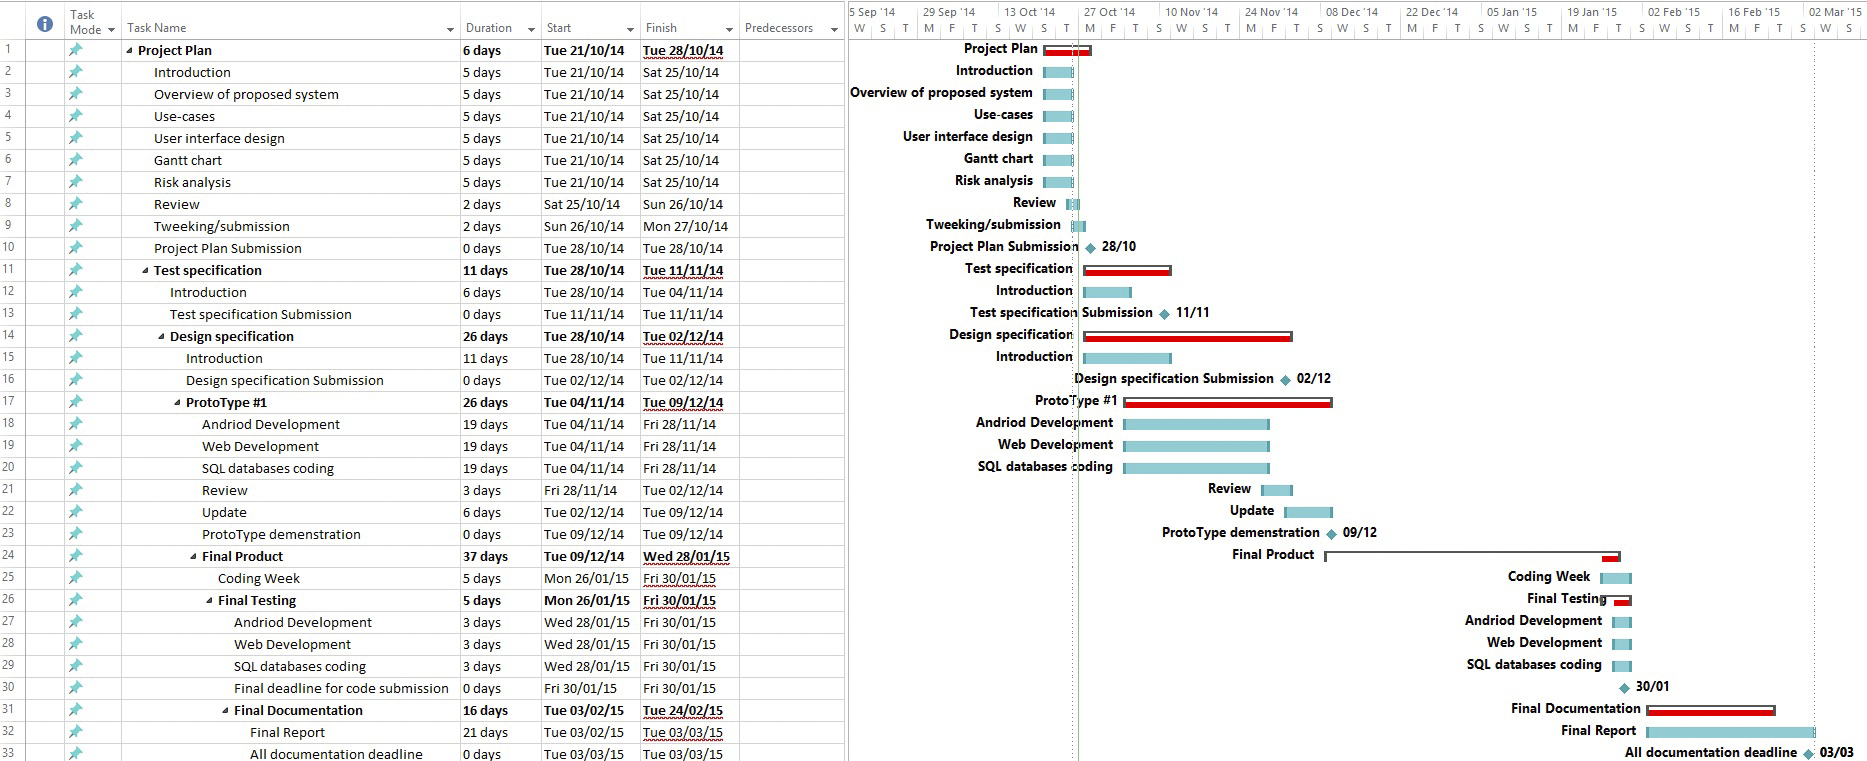 Task Mode Task Name Duration Start Finish Predecessors
5 Sep '14 29 Sep '14 13 Oct '14 27 Oct '14 10 Nov '14 24 Nov '14 08 Dec '14 22 Dec '14 05 Jan '15 19 Jan '15 02 Feb '15 16 Feb '15 02 Mar '15
W S T M F T S W S T M F T S W S T M F T S W S T M F T S W S T M F T S W S T M F T S W S T M F T S W S
1 Project Plan 6 days Tue 21/10/14 Tue 28/10/14 Project Plan
2 Introduction 5 days Tue 21/10/14 Sat 25/10/14 Introduction
3 Overview of proposed system 5 days Tue 21/10/14 Sat 25/10/14 Overview of proposed system
4 Use-cases 5 days Tue 21/10/14 Sat 25/10/14 Use-cases
5 User interface design 5 days Tue 21/10/14 Sat 25/10/14 User interface design
6 Gantt chart 5 days Tue 21/10/14 Sat 25/10/14 Gantt chart
7 Risk analysis 5 days Tue 21/10/14 Sat 25/10/14 Risk analysis
8 Review 2 days Sat 25/10/14 Sun 26/10/14 Review
9 Tweeking/submission 2 days Sun 26/10/14 Mon 27/10/14 Tweeking/submission
10 Project Plan Submission 0 days Tue 28/10/14 Tue 28/10/14 Project Plan Submission 28/10
11 Test specification 11 days Tue 28/10/14 Tue 11/11/14 Test specification
12 Introduction 6 days Tue 28/10/14 Tue 04/11/14 Introduction
13 Test specification Submission 0 days Tue 11/11/14 Tue 11/11/14 Test specification Submission 11/11
14 Design specification 26 days Tue 28/10/14 Tue 02/12/14 Design specification
15 Introduction 11 days Tue 28/10/14 Tue 11/11/14 Introduction
16 Design specification Submission 0 days Tue 02/12/14 Tue 02/12/14 Design specification Submission 02/12
17 ProtoType #1 26 days Tue 04/11/14 Tue 09/12/14 ProtoType #1
18 Andriod Development 19 days Tue 04/11/14 Fri 28/11/14 Andriod Development
19 Web Development 19 days Tue 04/11/14 Fri 28/11/14 Web Development
20 SQL databases coding 19 days Tue 04/11/14 Fri 28/11/14 SQL databases coding
21 Review 3 days Fri 28/11/14 Tue 02/12/14 Review
22 Update 6 days Tue 02/12/14 Tue 09/12/14 Update
23 ProtoType demenstration 0 days Tue 09/12/14 Tue 09/12/14 ProtoType demenstration 09/12
24 Final Product 37 days Tue 09/12/14 Wed 28/01/15 Final Product
25 Coding Week 5 days Mon 26/01/15 Fri 30/01/15 Coding Week
26 Final Testing 5 days Mon 26/01/15 Fri 30/01/15 Final Testing
27 Andriod Development 3 days Wed 28/01/15 Fri 30/01/15 Andriod Development
28 Web Development 3 days Wed 28/01/15 Fri 30/01/15 Web Development
29 SQL databases coding 3 days Wed 28/01/15 Fri 30/01/15 SQL databases coding
30 Final deadline for code submission 0 days Fri 30/01/15 Fri 30/01/15 30/01
31 Final Documentation 16 days Tue 03/02/15 Tue 24/02/15 Final Documentation
32 Final Report 21 days Tue 03/02/15 Tue 03/03/15 Final Report
33 All documentation deadline 0 days Tue 03/03/15 Tue 03/03/15 All documentation deadline 03/03